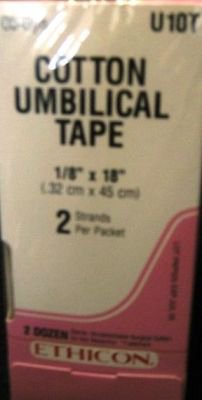 U10T
COTTON
UMBILICAL
TAPE
1/8" x 18"
(.32 cm x 45 cm)
2 Strands
Per Packet
2 DOZEN
ETHICON